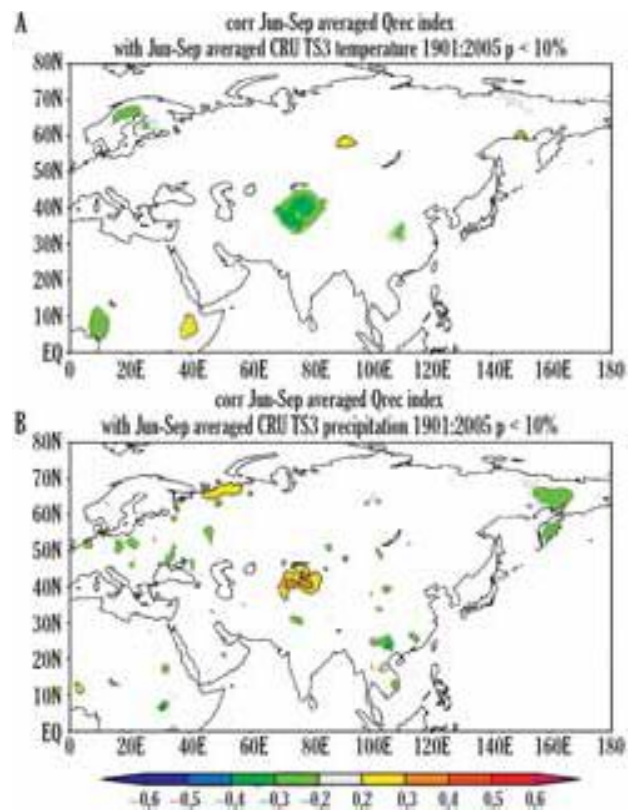 A
corr Jun-Sep averaged Qrec index
with Jun-Sep averaged CRU TS3 temperature 1901:2005 p < 10%
80N
70N
60N
50N
40N
30N
20N
10N
EQ
0 20E 40E 60E 80E 100E 120E 140E 160E 180
B
corr Jun-Sep averaged Qrec index
with Jun-Sep averaged CRU TS3 precipitation 1901:2005 p < 10%
80N
70N
60N
50N
40N
30N
20N
10N
EQ
0 20E 40E 60E 80E 100E 120E 140E 160E 180
-0,6 -0,5 -0,4 -0,3 -0,2 0,2 0,3 0,4 0,5 0,6